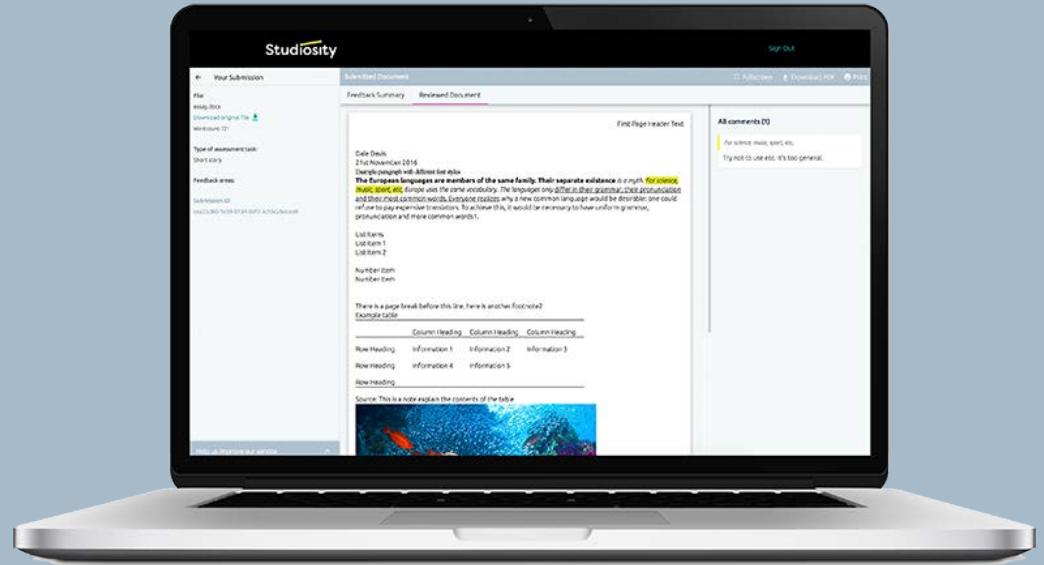 Studiosity
Sign Out
Your Submission
File
essay.docx
Download original file
Word count: 721
Type of assessment task:
Short story
Feedback areas:
Submission ID:
Submitted Document
Fullscreen
Download PDF
Print
Feedback Summary
Reviewed Document
First Page Header Text
Dale Davis
21st November 2016
Example paragraph with different font styles
The European languages are members of the same family. Their separate existence is a myth. For science,
music, sport, etc, Europe uses the same vocabulary. The languages only differ in their grammar, their pronunciation
and their most common words. Everyone realizes why a new common language would be desirable: one could
refuse to pay expensive translators. To achieve this, it would be necessary to have uniform grammar,
pronunciation and more common words1.
List Items
List Item 1
List Item 2
Number Item
Number Item
There is a page break before this line, here is another footnote2
Example table
Column Heading Column Heading Column Heading
Row Heading Information 1 Information 2 Information 3
Row Heading Information 4 Information 5
Row Heading
Source: This is a note explain the contents of the table
All comments (1)
For science, music, sport, etc,
Try not to use etc. It's too general.
Help us improve our service